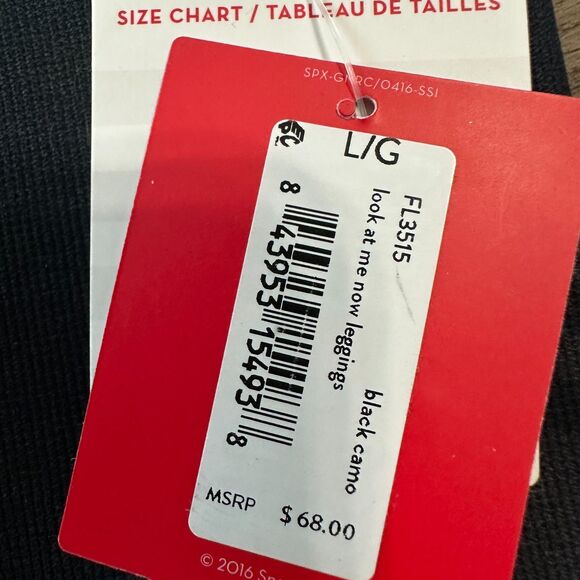 SIZE CHART / TABLEAU DE TAILLES
SPX-GNRC/0416-SSI
L/G
FL3515
look at me now leggings
black camo
8 43953 15493 8
MSRP $68.00
© 2016